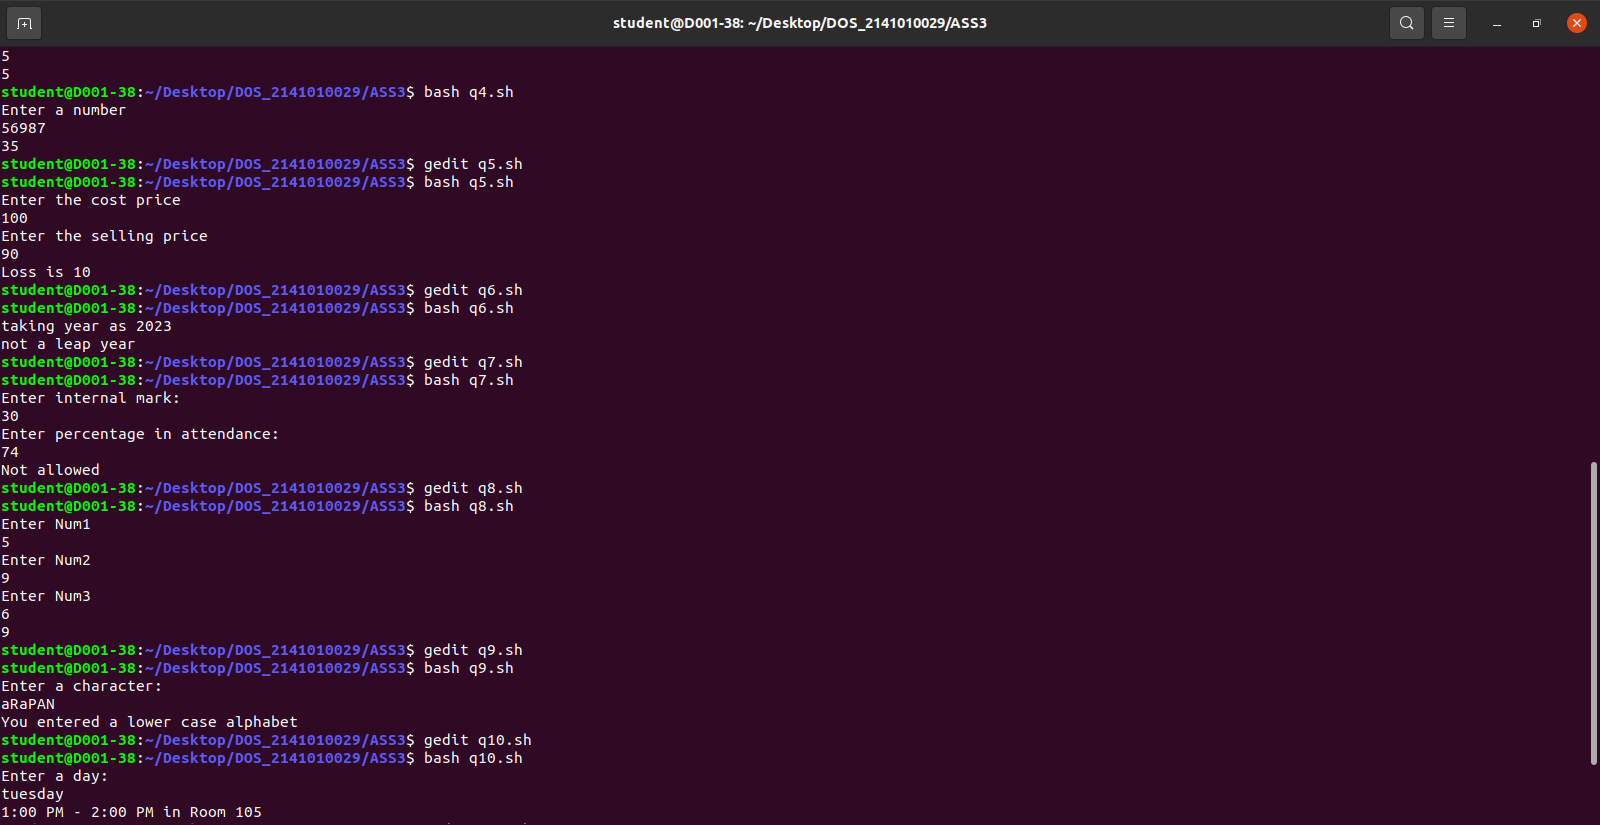 student@D001-38: ~/Desktop/DOS_2141010029/ASS3
5
5
student@D001-38:~/Desktop/DOS_2141010029/ASS3$ bash q4.sh
Enter a number
56987
35
student@D001-38:~/Desktop/DOS_2141010029/ASS3$ gedit q5.sh
student@D001-38:~/Desktop/DOS_2141010029/ASS3$ bash q5.sh
Enter the cost price
100
Enter the selling price
90
Loss is 10
student@D001-38:~/Desktop/DOS_2141010029/ASS3$ gedit q6.sh
student@D001-38:~/Desktop/DOS_2141010029/ASS3$ bash q6.sh
taking year as 2023
not a leap year
student@D001-38:~/Desktop/DOS_2141010029/ASS3$ gedit q7.sh
student@D001-38:~/Desktop/DOS_2141010029/ASS3$ bash q7.sh
Enter internal mark:
30
Enter percentage in attendance:
74
Not allowed
student@D001-38:~/Desktop/DOS_2141010029/ASS3$ gedit q8.sh
student@D001-38:~/Desktop/DOS_2141010029/ASS3$ bash q8.sh
Enter Num1
5
Enter Num2
9
Enter Num3
6
9
student@D001-38:~/Desktop/DOS_2141010029/ASS3$ gedit q9.sh
student@D001-38:~/Desktop/DOS_2141010029/ASS3$ bash q9.sh
Enter a character:
aRaPAN
You entered a lower case alphabet
student@D001-38:~/Desktop/DOS_2141010029/ASS3$ gedit q10.sh
student@D001-38:~/Desktop/DOS_2141010029/ASS3$ bash q10.sh
Enter a day:
tuesday
1:00 PM - 2:00 PM in Room 105